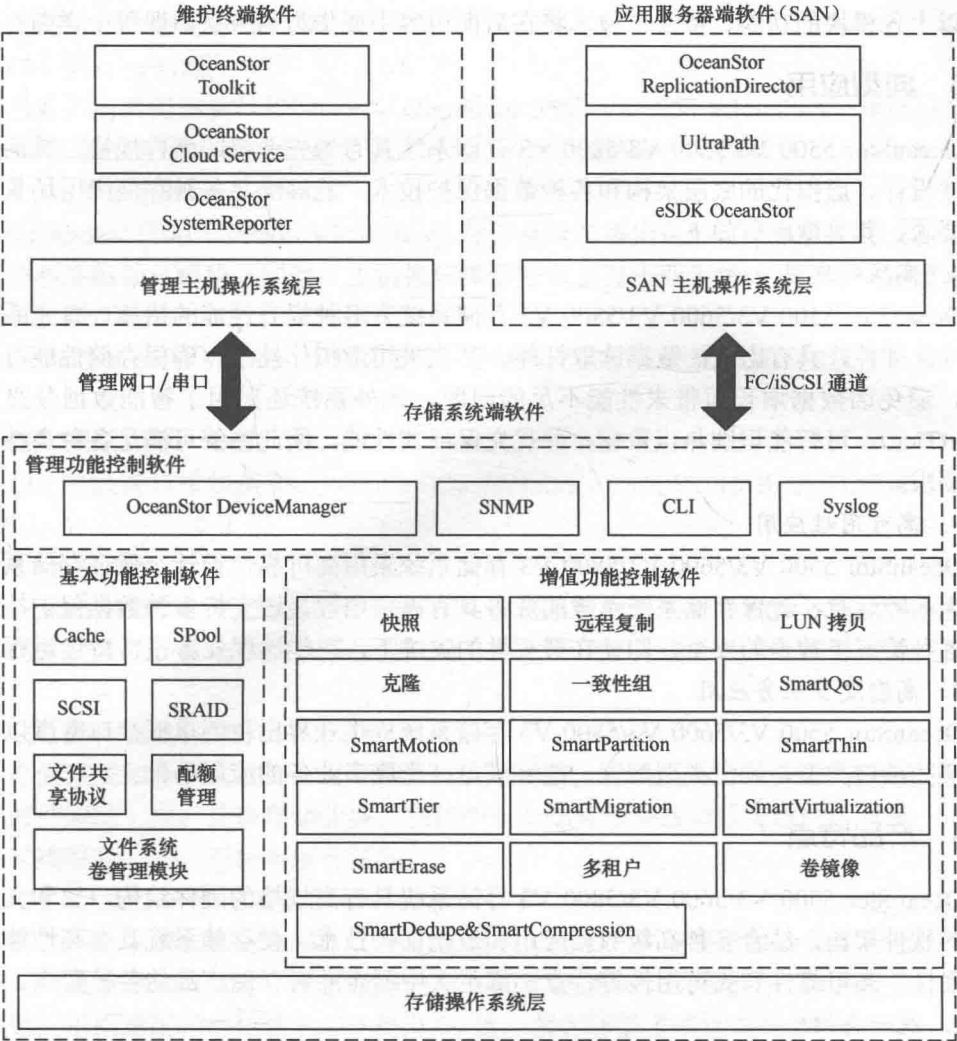 维护终端软件
应用服务器端软件（SAN）
OceanStor
Toolkit
OceanStor
Cloud Service
OceanStor
SystemReporter
管理主机操作系统层
OceanStor
ReplicationDirector
UltraPath
eSDK OceanStor
SAN 主机操作系统层
管理网口/串口
FC/iSCSI 通道
存储系统端软件
管理功能控制软件
OceanStor DeviceManager
SNMP
CLI
Syslog
基本功能控制软件
Cache
SPool
SCSI
SRAID
文件共
享协议
配额
管理
文件系统
卷管理模块
增值功能控制软件
快照
远程复制
LUN 拷贝
克隆
一致性组
SmartQoS
SmartMotion
SmartPartition
SmartThin
SmartTier
SmartMigration
SmartVirtualization
SmartErase
多租户
卷镜像
SmartDedupe&SmartCompression
存储操作系统层